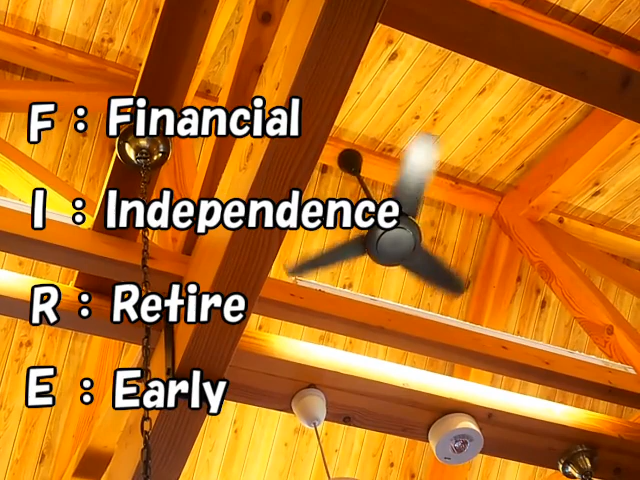 F : Financial
I : Independence
R : Retire
E : Early